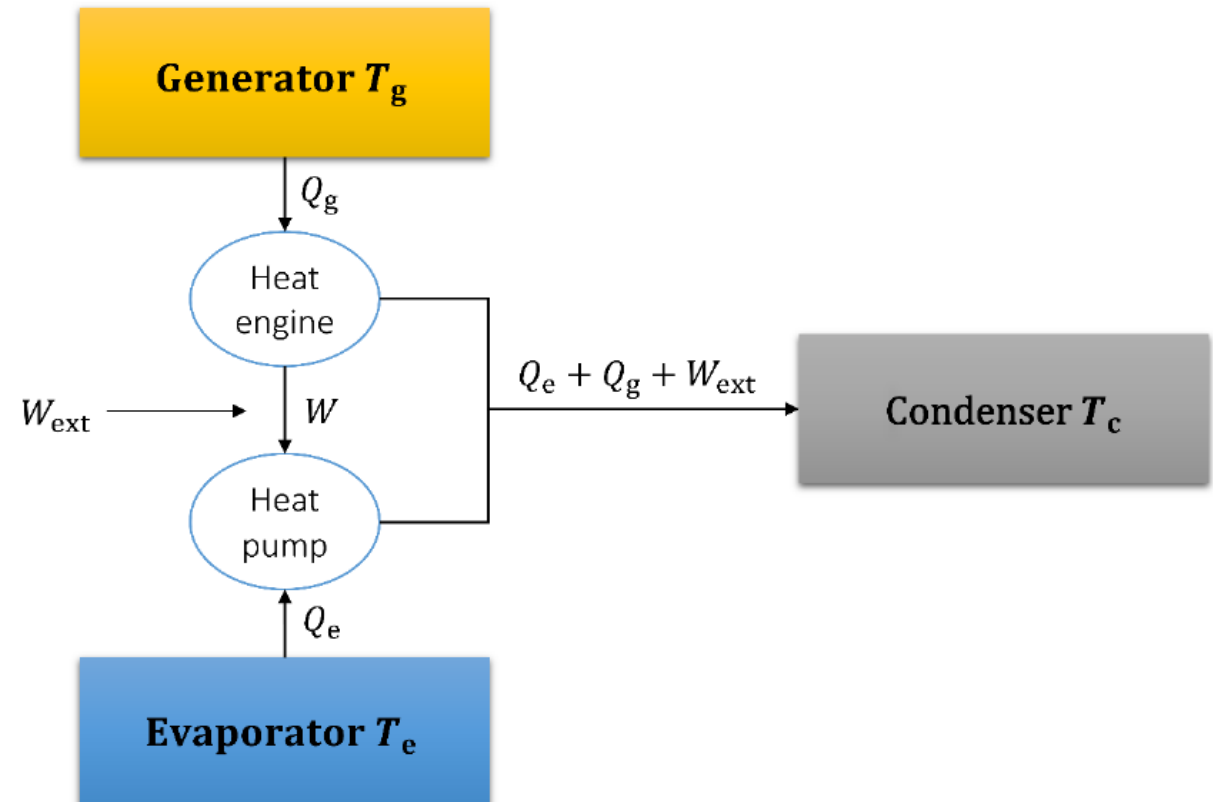 Generator T_g
Q_g
Heat
engine
Q_e + Q_g + W_ext
W_ext
W
Condenser T_c
Heat
pump
Q_e
Evaporator T_e